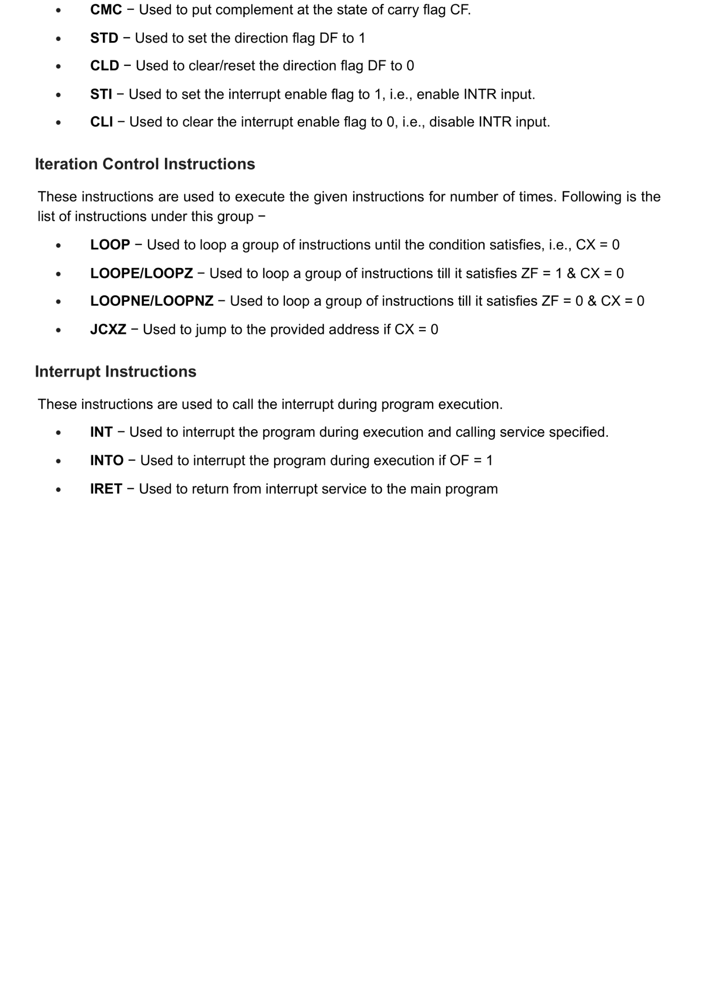 • CMC − Used to put complement at the state of carry flag CF.
• STD − Used to set the direction flag DF to 1
• CLD − Used to clear/reset the direction flag DF to 0
• STI − Used to set the interrupt enable flag to 1, i.e., enable INTR input.
• CLI − Used to clear the interrupt enable flag to 0, i.e., disable INTR input.
Iteration Control Instructions
These instructions are used to execute the given instructions for number of times. Following is the
list of instructions under this group −
• LOOP − Used to loop a group of instructions until the condition satisfies, i.e., CX = 0
• LOOPE/LOOPZ − Used to loop a group of instructions till it satisfies ZF = 1 & CX = 0
• LOOPNE/LOOPNZ − Used to loop a group of instructions till it satisfies ZF = 0 & CX = 0
• JCXZ − Used to jump to the provided address if CX = 0
Interrupt Instructions
These instructions are used to call the interrupt during program execution.
• INT − Used to interrupt the program during execution and calling service specified.
• INTO − Used to interrupt the program during execution if OF = 1
• IRET − Used to return from interrupt service to the main program